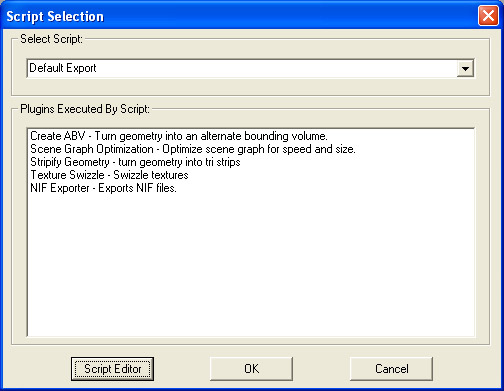 Script Selection
Select Script:
Default Export
Plugins Executed By Script:
Create ABV - Turn geometry into an alternate bounding volume.
Scene Graph Optimization - Optimize scene graph for speed and size.
Stripify Geometry - turn geometry into tri strips
Texture Swizzle - Swizzle textures
NIF Exporter - Exports NIF files.
Script Editor
OK
Cancel